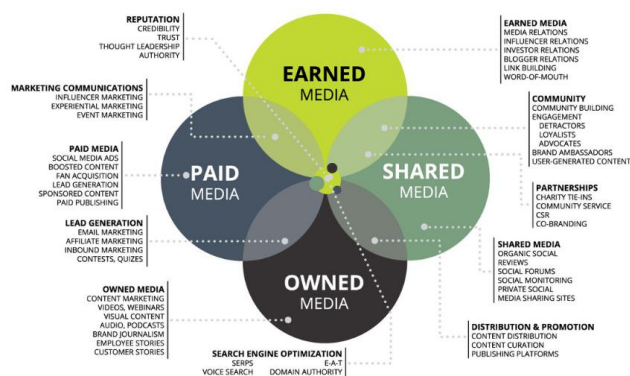 REPUTATION
CREDIBILITY
TRUST
THOUGHT LEADERSHIP
AUTHORITY
EARNED MEDIA
MEDIA RELATIONS
INFLUENCER RELATIONS
INVESTOR RELATIONS
BLOGGER RELATIONS
LINK BUILDING
WORD-OF-MOUTH
EARNED
MEDIA
MARKETING COMMUNICATIONS
INFLUENCER MARKETING
EXPERIENTIAL MARKETING
EVENT MARKETING
COMMUNITY
COMMUNITY BUILDING
ENGAGEMENT
DETRACTORS
LOYALISTS
ADVOCATES
BRAND AMBASSADORS
USER-GENERATED CONTENT
PAID MEDIA
SOCIAL MEDIA ADS
BOOSTED CONTENT
FAN ACQUISITION
LEAD GENERATION
SPONSORED CONTENT
PAID PUBLISHING
PAID
MEDIA
SHARED
MEDIA
PARTNERSHIPS
CHARITY TIE-INS
COMMUNITY SERVICE
CSR
CO-BRANDING
LEAD GENERATION
EMAIL MARKETING
AFFILIATE MARKETING
INBOUND MARKETING
CONTESTS, QUIZES
SHARED MEDIA
ORGANIC SOCIAL
REVIEWS
SOCIAL FORUMS
SOCIAL MONITORING
PRIVATE SOCIAL
MEDIA SHARING SITES
OWNED
MEDIA
OWNED MEDIA
CONTENT MARKETING
VIDEOS, WEBINARS
VISUAL CONTENT
AUDIO, PODCASTS
BRAND JOURNALISM
EMPLOYEE STORIES
CUSTOMER STORIES
DISTRIBUTION & PROMOTION
CONTENT DISTRIBUTION
CONTENT CURATION
PUBLISHING PLATFORMS
SEARCH ENGINE OPTIMIZATION
SERPS E-A-T
VOICE SEARCH DOMAIN AUTHORITY